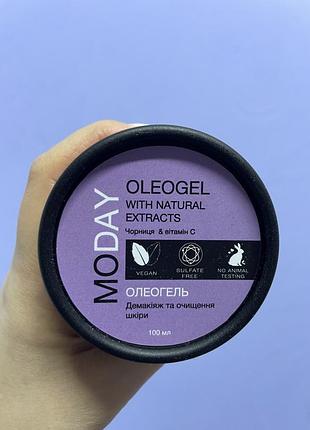 MODAY
OLEOGEL
WITH NATURAL
EXTRACTS
Чорниця & вітамін С
VEGAN
SULFATE
FREE
NO ANIMAL
TESTING
ОЛЕОГЕЛЬ
Демакіяж та очищення
шкіри
100 мл